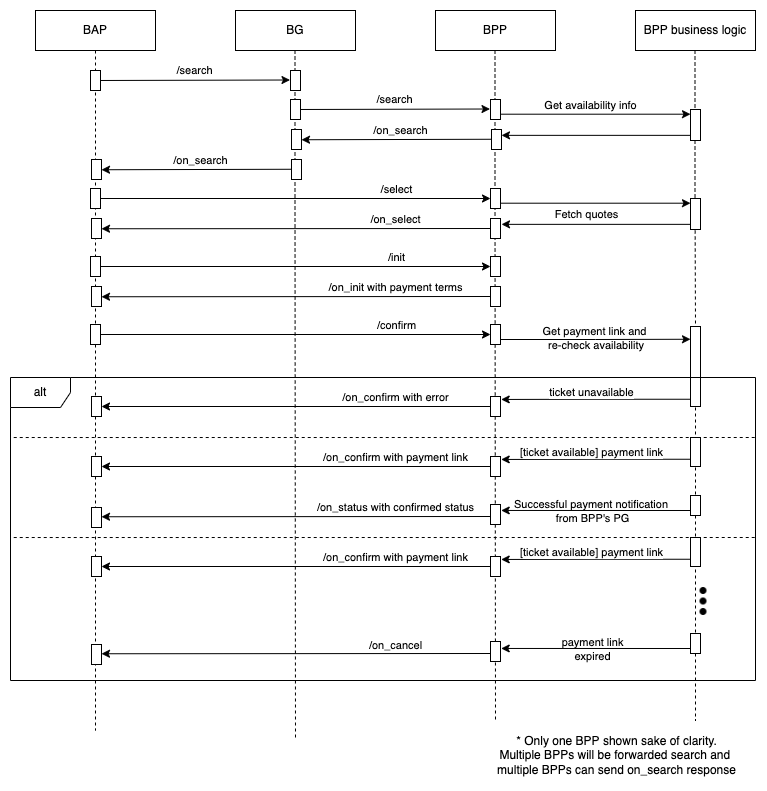 BAP
BG
BPP
BPP business logic
/search
/search
Get availability info
/on_search
/on_search
/select
/on_select
Fetch quotes
/init
/on_init with payment terms
/confirm
Get payment link and
re-check availability
alt
/on_confirm with error
ticket unavailable
/on_confirm with payment link
[ticket available] payment link
/on_status with confirmed status
Successful payment notification
from BPP's PG
/on_confirm with payment link
[ticket available] payment link
/on_cancel
payment link
expired
* Only one BPP shown sake of clarity.
Multiple BPPs will be forwarded search and
multiple BPPs can send on_search response